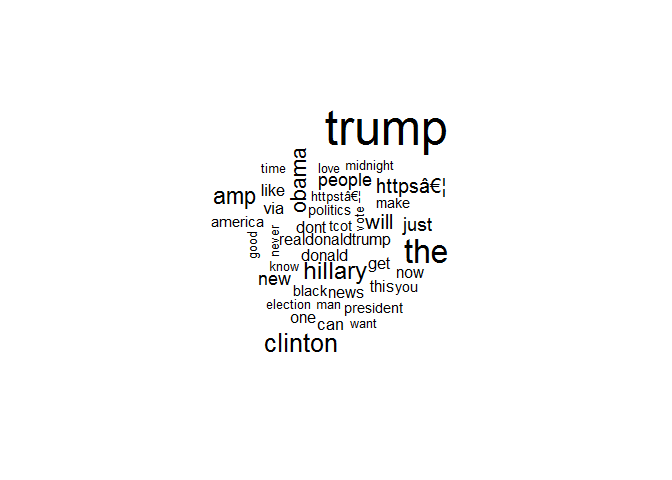 trump
time
love
midnight
obama
people
httpsâ€¦
amp
like
httpstâ€¦
make
via
politics
vote
america
dont
tcot
will
just
good
never
realdonaldtrump
the
donald
know
hillary
get
now
new
black
news
this
you
election
man
president
one
can
want
clinton